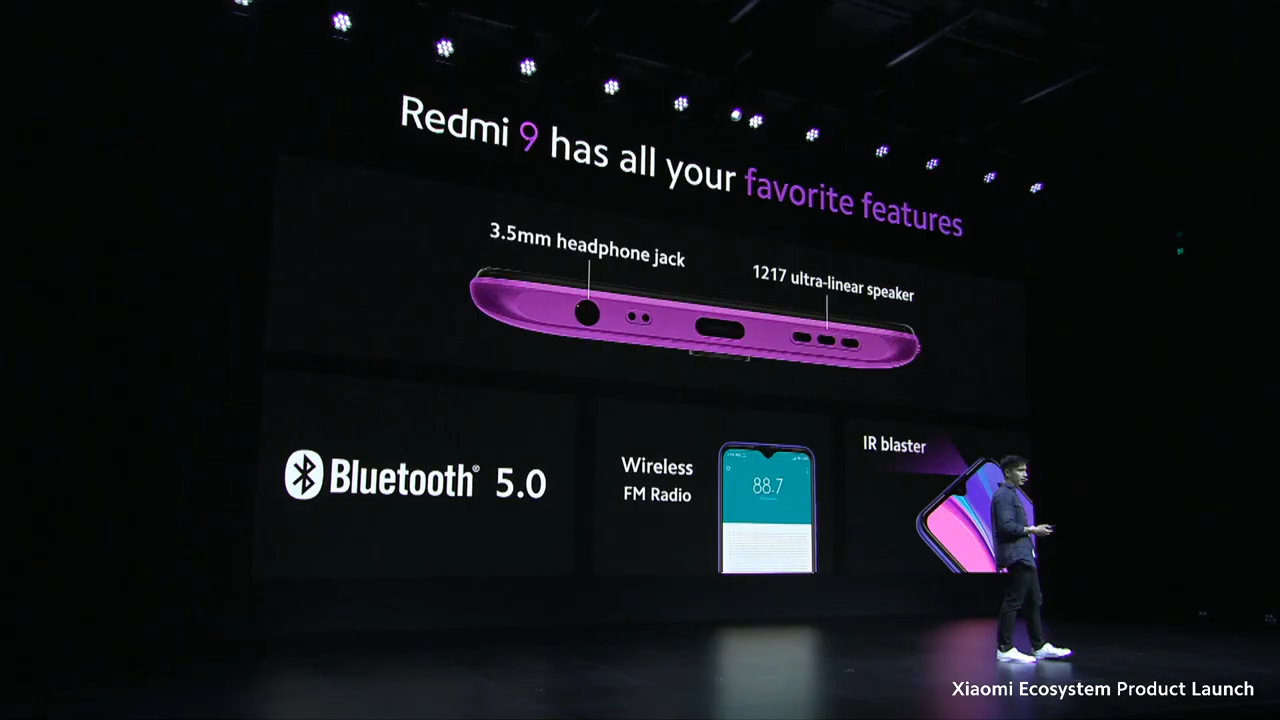 Redmi 9 has all your favorite features
3.5mm headphone jack
1217 ultra-linear speaker
Bluetooth® 5.0
Wireless
FM Radio
88.7
IR blaster
Xiaomi Ecosystem Product Launch